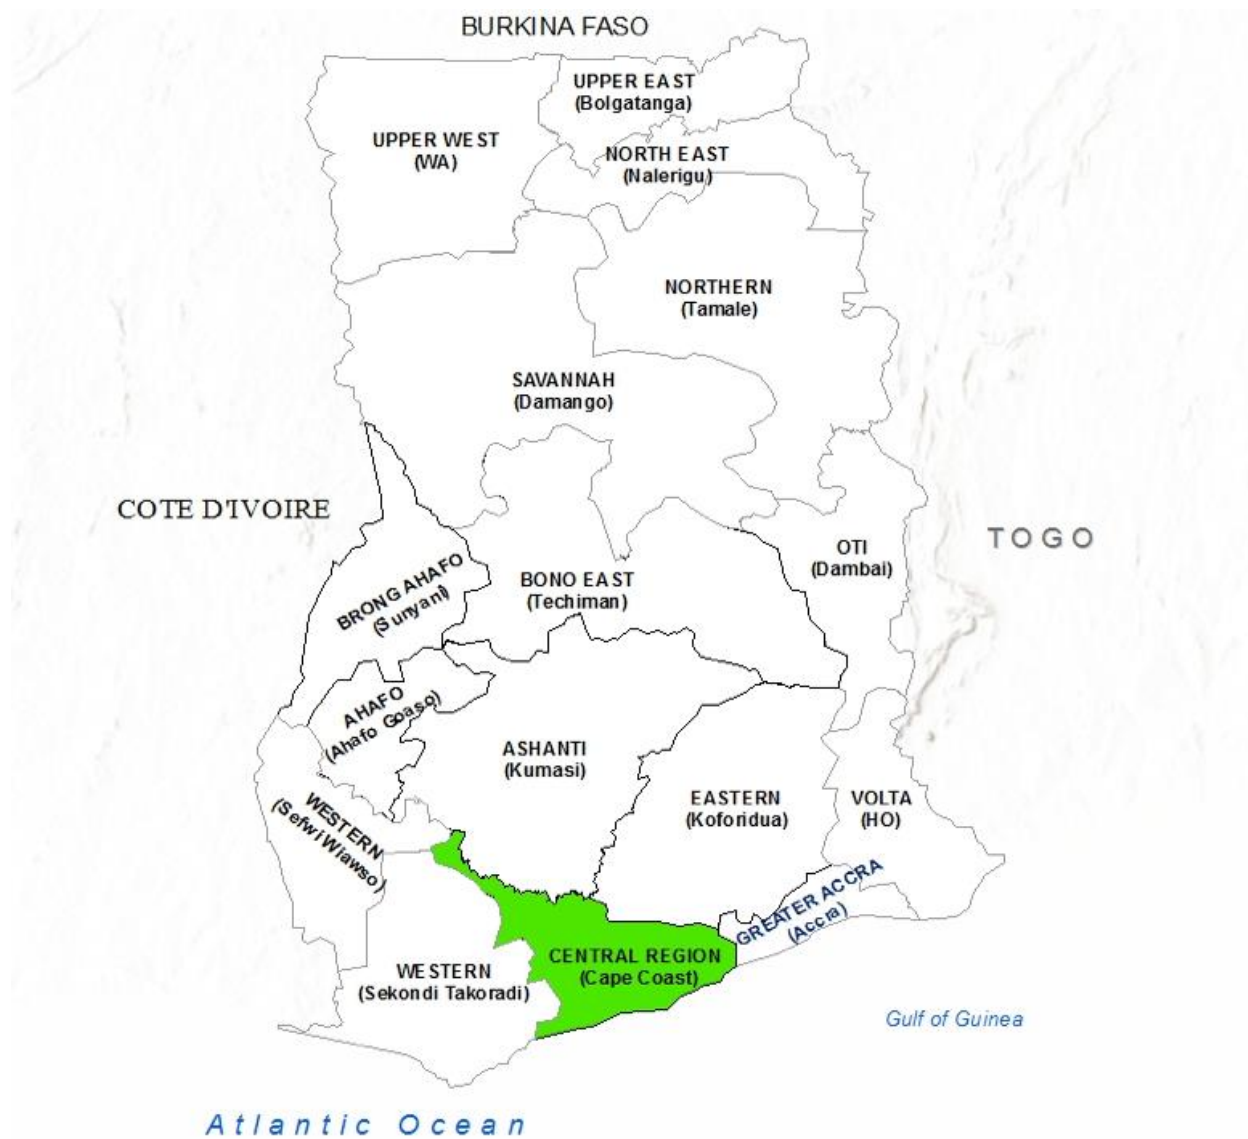 BURKINA FASO
UPPER EAST
(Bolgatanga)
UPPER WEST
(WA)
NORTH EAST
(Nalerigu)
NORTHERN
(Tamale)
SAVANNAH
(Damango)
COTE D'IVOIRE
TOGO
OTI
(Dambai)
BRONG AHAFO
(Sunyani)
BONO EAST
(Techiman)
AHAFO
(Ahafo Goaso)
ASHANTI
(Kumasi)
EASTERN
(Koforidua)
VOLTA
(HO)
WESTERN
(Sefwi Wiawso)
GREATER ACCRA
(Accra)
CENTRAL REGION
(Cape Coast)
WESTERN
(Sekondi Takoradi)
Gulf of Guinea
Atlantic Ocean